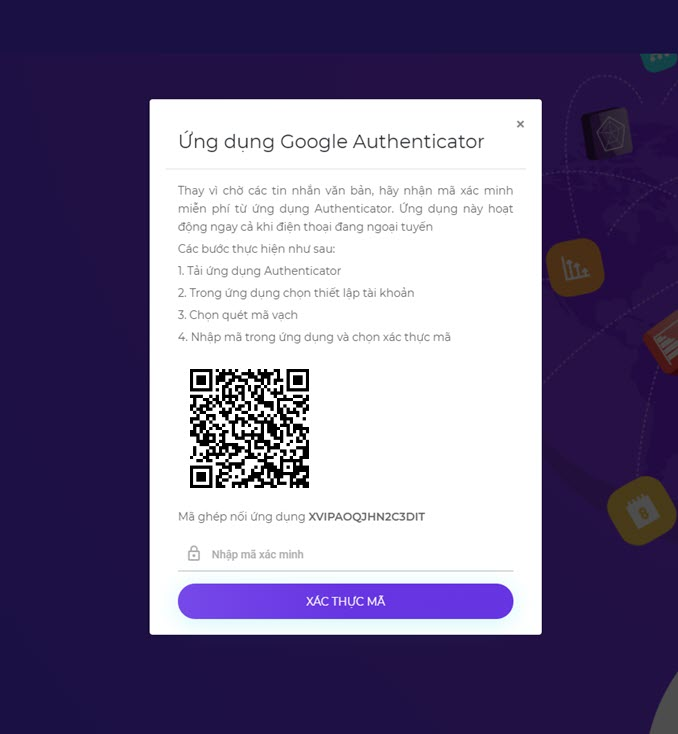 ×
Ứng dụng Google Authenticator
Thay vì chờ các tin nhắn văn bản, hãy nhận mã xác minh
miễn phí từ ứng dụng Authenticator. Ứng dụng này hoạt
động ngay cả khi điện thoại đang ngoại tuyến
Các bước thực hiện như sau:
1. Tải ứng dụng Authenticator
2. Trong ứng dụng chọn thiết lập tài khoản
3. Chọn quét mã vạch
4. Nhập mã trong ứng dụng và chọn xác thực mã
Mã ghép nối ứng dụng XVIPAOQJHN2C3DIT
Nhập mã xác minh
XÁC THỰC MÃ
8